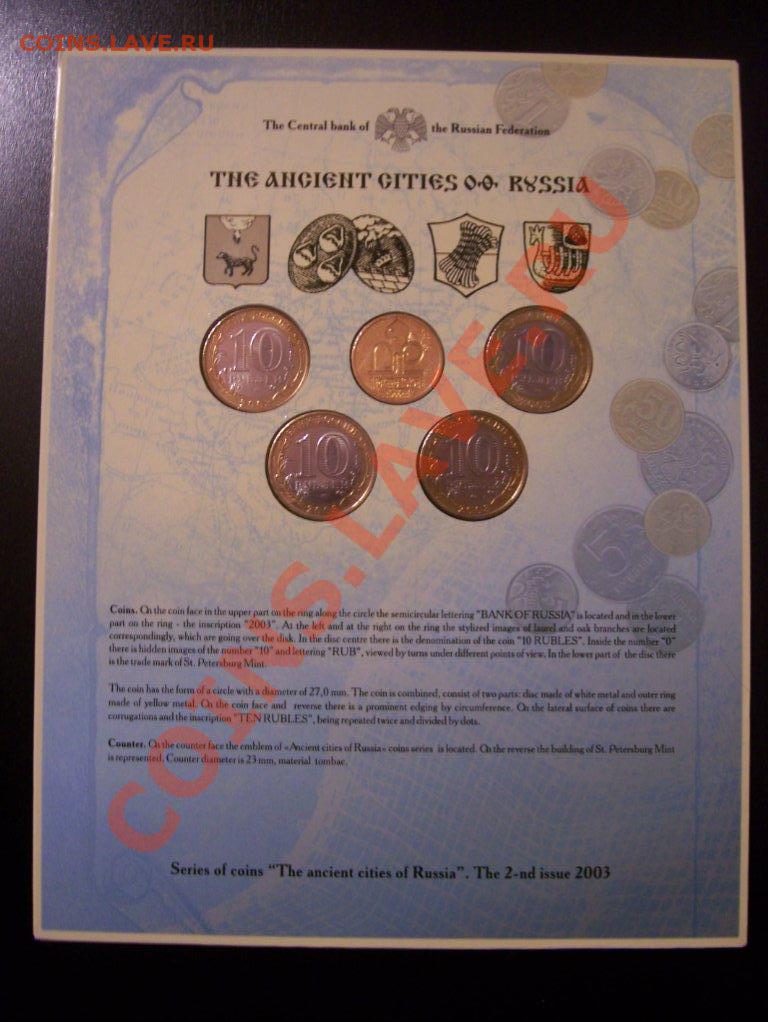 COINS.LAVE.RU
The Central bank of the Russian Federation
THE ANCIENT CITIES O.O. RUSSIA
10
2003
10
10
10
10
50
5
Coins. On the coin face in the upper part on the ring along the circle the semicircular lettering "BANK OF RUSSIA" is located and in the lower
part on the ring - the inscription "2003". At the left and at the right on the ring the stylized images of laurel and oak branches are located
correspondingly, which are going over the disk. In the disc centre there is the denomination of the coin "10 RUBLES". Inside the number "0"
there is hidden images of the number "10" and lettering "RUB", viewed by turns under different points of view. In the lower part of the disc there
is the trade mark of St. Petersburg Mint.
The coin has the form of a circle with a diameter of 27,0 mm. The coin is combined, consist of two parts: disc made of white metal and outer ring
made of yellow metal. On the coin face and reverse there is a prominent edging by circumference. On the lateral surface of coins there are
corrugations and the inscription "TEN RUBLES", being repeated twice and divided by dots.
Counter. On the counter face the emblem of «Ancient cities of Russia» coins series is located. On the reverse the building of St. Petersburg Mint
is represented. Counter diameter is 23 mm, material tombac.
Series of coins "The ancient cities of Russia". The 2-nd issue 2003
COINS.LAVE.RU